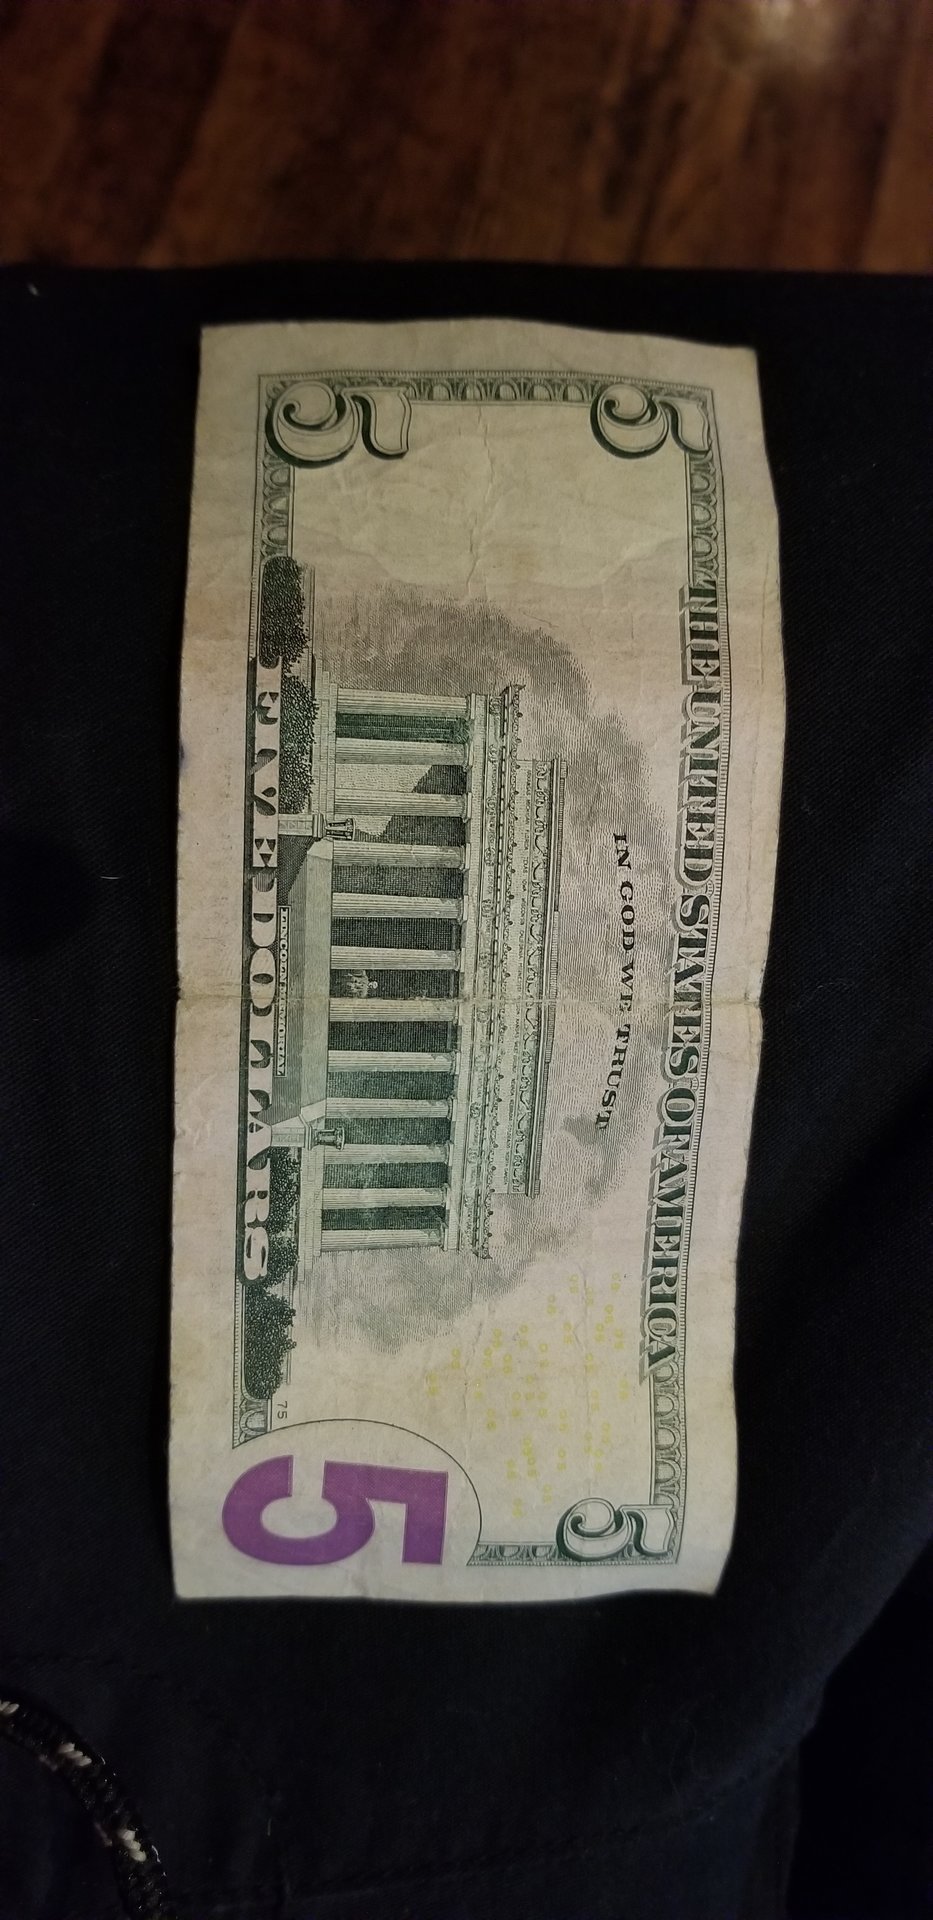 5 5
THE UNITED STATES OF AMERICA
IN GOD WE TRUST
LINCOLN MEMORIAL
75
5 FIVE DOLLARS 5